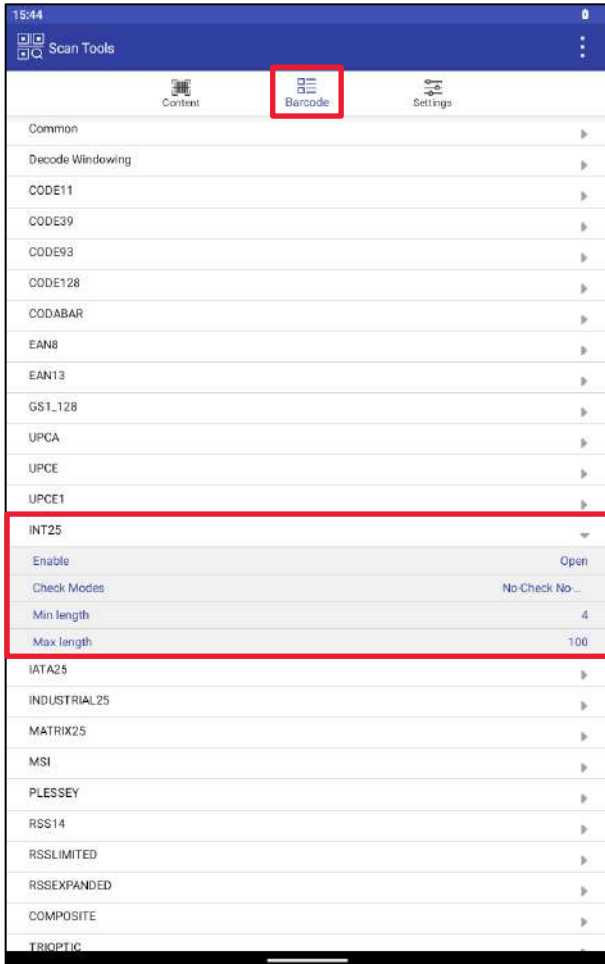 15:44
Scan Tools
Content Barcode Settings
Common
Decode Windowing
CODE11
CODE39
CODE93
CODE128
CODABAR
EAN8
EAN13
GS1_128
UPCA
UPCE
UPCE1
INT25
Enable Open
Check Modes No-Check No-...
Min length 4
Max length 100
IATA25
INDUSTRIAL25
MATRIX25
MSI
PLESSEY
RSS14
RSSLIMITED
RSSEXPANDED
COMPOSITE
TRIOPTIC